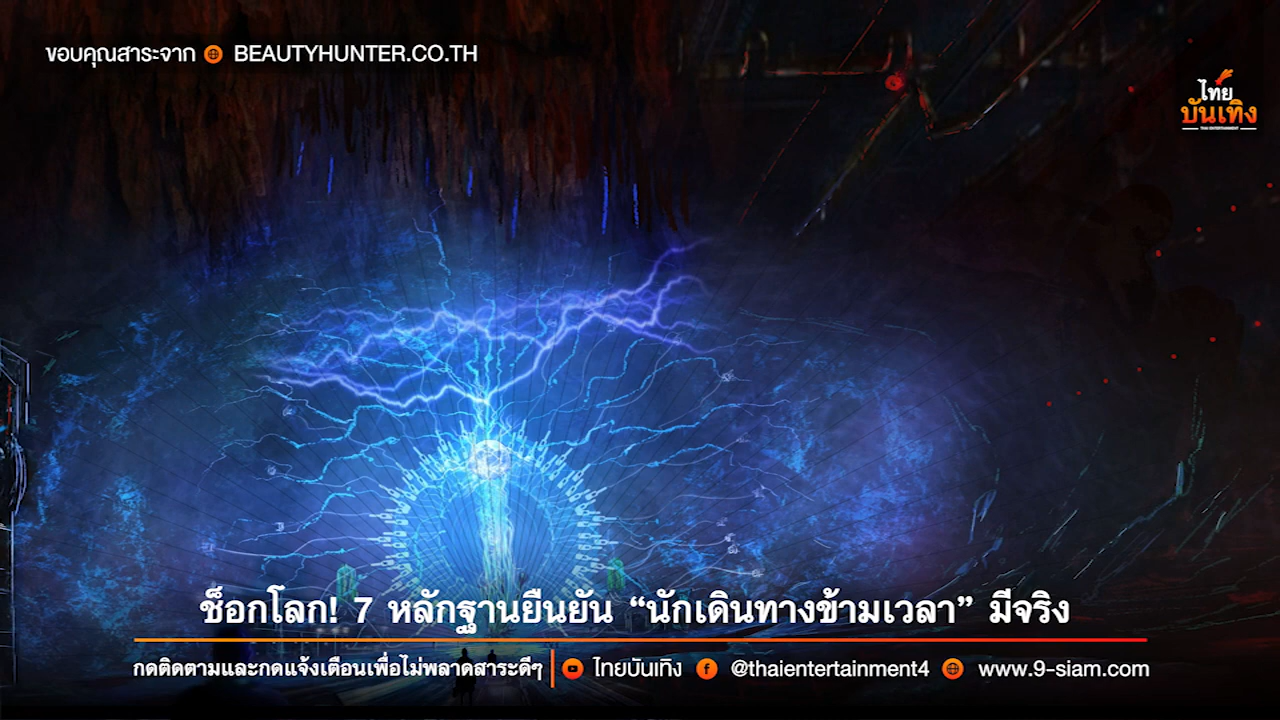 ขอบคุณสาระจาก BEAUTYHUNTER.CO.TH
ไทย
บันเทิง
THAI ENTERTAINMENT
ช็อกโลก! 7 หลักฐานยืนยัน “นักเดินทางข้ามเวลา” มีจริง
กดติดตามและกดแจ้งเตือนเพื่อไม่พลาดสาระดีๆ ไทยบันเทิง @thaientertainment4 www.9-siam.com